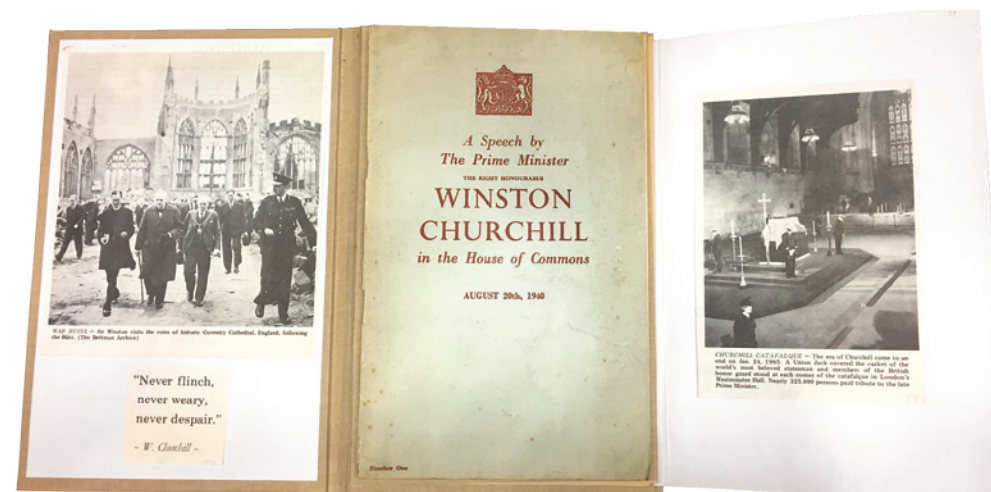 WAR RUINS — Sir Winston visits the ruins of historic Coventry Cathedral, England, following
the Blitz. (The Bettman Archive)
"Never flinch,
never weary,
never despair."
- W. Churchill -
A Speech by
The Prime Minister
THE RIGHT HONOURABLE
WINSTON
CHURCHILL
in the House of Commons
AUGUST 20th, 1940
Number One
CHURCHILL CATAFALQUE — The era of Churchill came to an
end on Jan. 24, 1965. A Union Jack covered the casket of the
world's most beloved statesman and members of the British
honor guard stood at each corner of the catafalque in London's
Westminster Hall. Nearly 325,000 persons paid tribute to the late
Prime Minister.